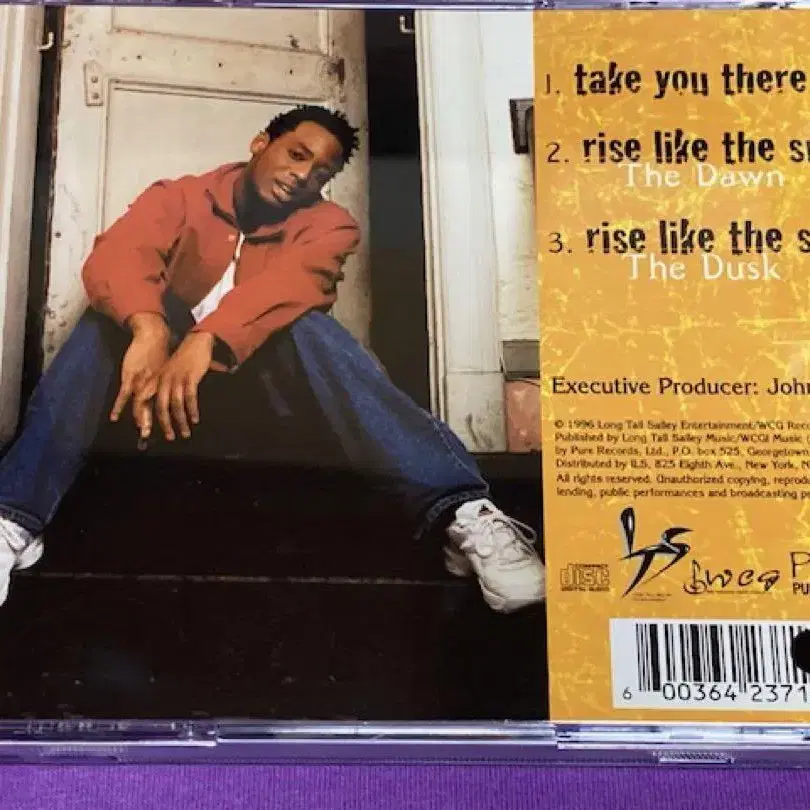 1. take you there
2. rise like the
The Dawn
3. rise like the
The Dusk
Executive Producer:
© 1996 Long Tall Salley Entertainment/WCG
Published by Long Tall Salley Music/WCGI Music
by Pure Records, Ltd., P.O. box 525, Georgetown,
Distributed by ILS, 825 Eighth Ave., New York,
All rights reserved. Unauthorized copying,
lending, public performances and broadcasting
COMPACT
disc
DIGITAL AUDIO
LTS
wcg
6 00364 2371